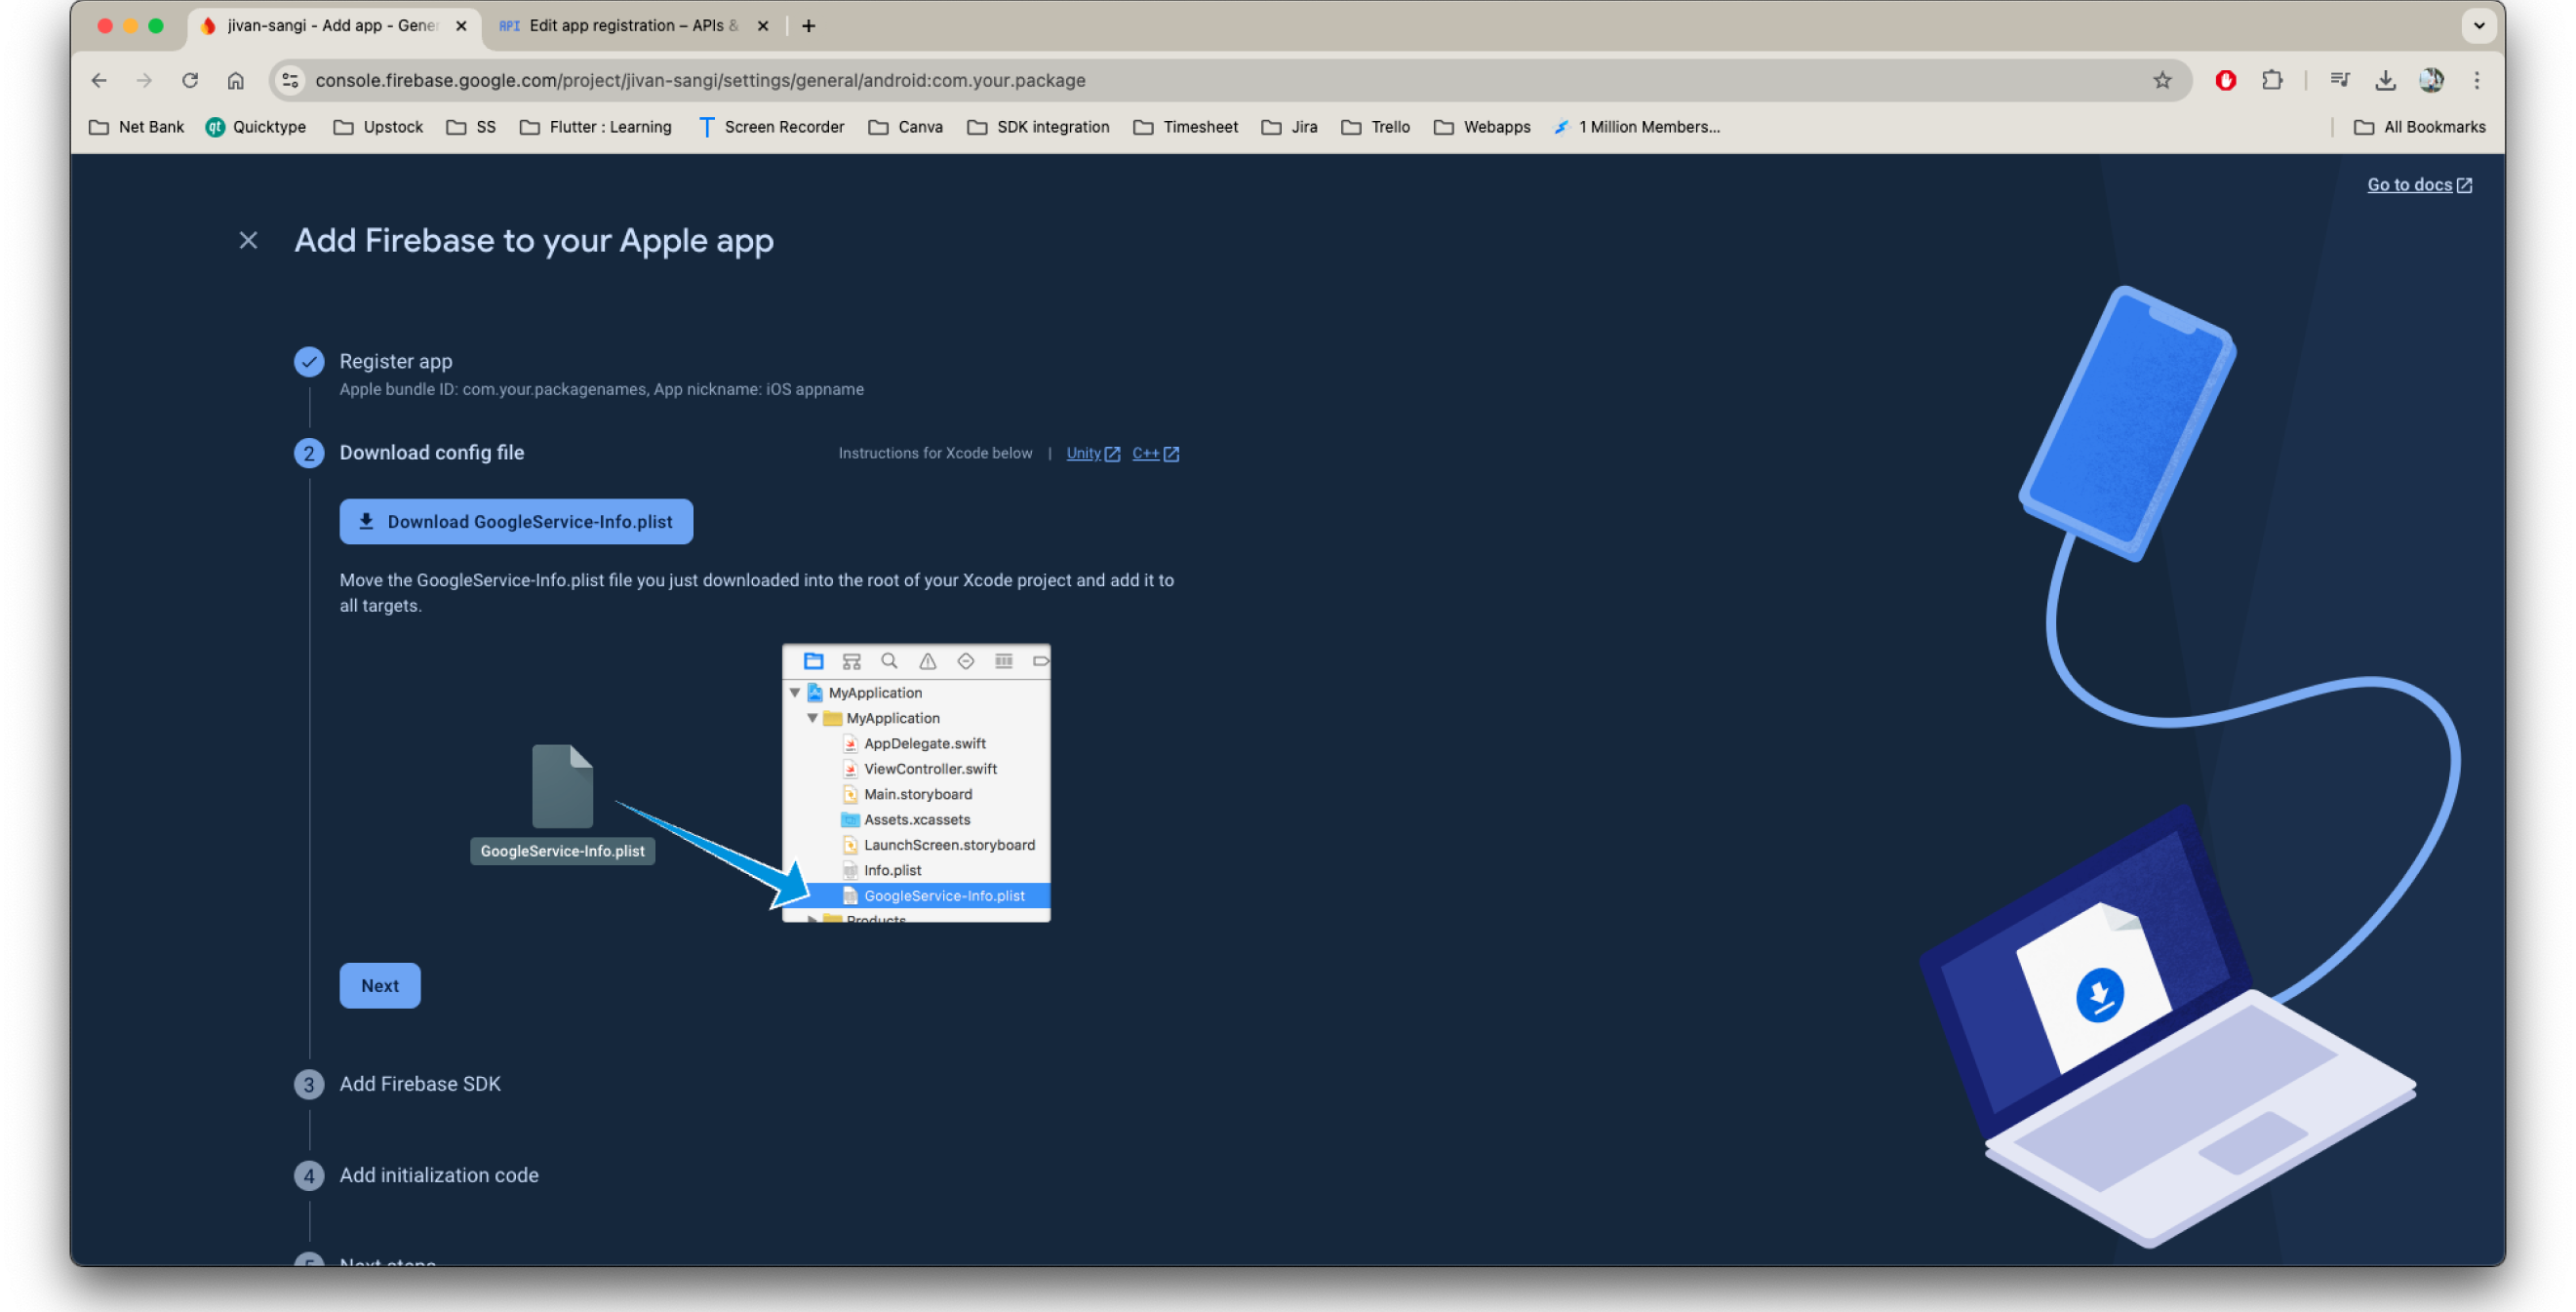 jivan-sangi - Add app - Gener
API Edit app registration – APIs &
console.firebase.google.com/project/jivan-sangi/settings/general/android:com.your.package
Net Bank qt Quicktype Upstock SS Flutter : Learning T Screen Recorder Canva SDK integration Timesheet Jira Trello Webapps 1 Million Members... All Bookmarks
Go to docs
Add Firebase to your Apple app
Register app
Apple bundle ID: com.your.packagenames, App nickname: iOS appname
2 Download config file
Instructions for Xcode below | Unity C++
Download GoogleService-Info.plist
Move the GoogleService-Info.plist file you just downloaded into the root of your Xcode project and add it to
all targets.
MyApplication
MyApplication
AppDelegate.swift
ViewController.swift
Main.storyboard
Assets.xcassets
LaunchScreen.storyboard
Info.plist
GoogleService-Info.plist
Products
GoogleService-Info.plist
Next
3 Add Firebase SDK
4 Add initialization code
5 Next steps